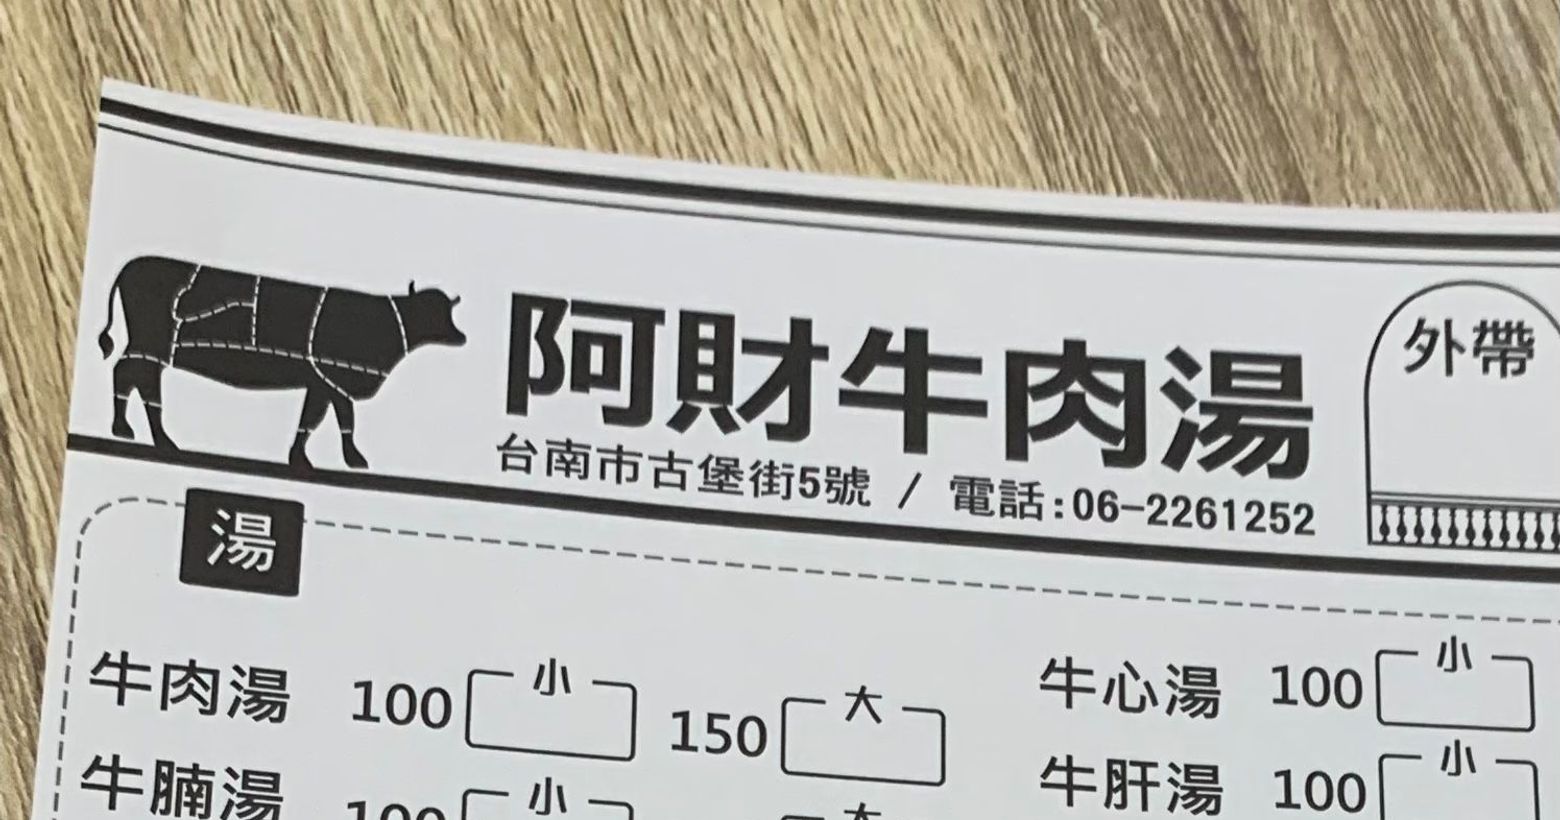 阿財牛肉湯
台南市古堡街5號 / 電話:06-2261252
外帶
湯
牛肉湯 100 小 150 大
牛心湯 100 小
牛腩湯 100 小 大
牛肝湯 100 小